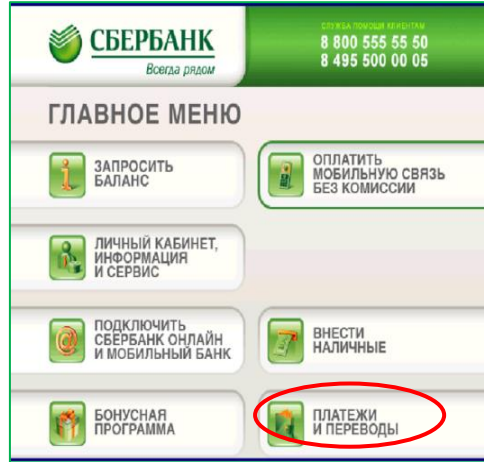 СБЕРБАНК
Всегда рядом
СЛУЖБА ПОМОЩИ КЛИЕНТАМ
8 800 555 55 50
8 495 500 00 05
ГЛАВНОЕ МЕНЮ
ЗАПРОСИТЬ
БАЛАНС
ОПЛАТИТЬ
МОБИЛЬНУЮ СВЯЗЬ
БЕЗ КОМИССИИ
ЛИЧНЫЙ КАБИНЕТ,
ИНФОРМАЦИЯ
И СЕРВИС
ПОДКЛЮЧИТЬ
СБЕРБАНК ОНЛАЙН
И МОБИЛЬНЫЙ БАНК
ВНЕСТИ
НАЛИЧНЫЕ
БОНУСНАЯ
ПРОГРАММА
ПЛАТЕЖИ
И ПЕРЕВОДЫ